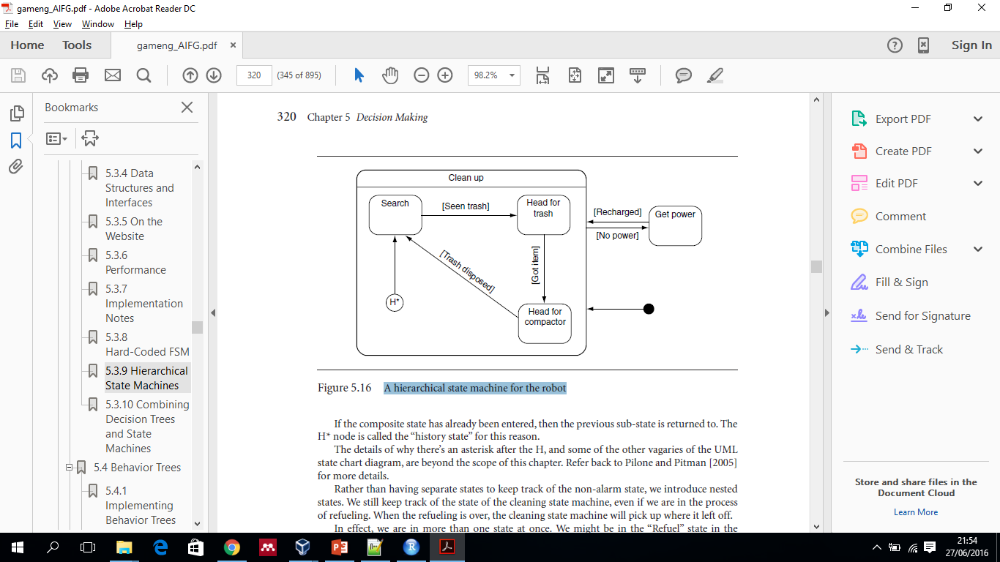 gameng_AIFG.pdf - Adobe Acrobat Reader DC
File Edit View Window Help
Home Tools gameng_AIFG.pdf × Sign In
320 (345 of 895) 98.2%
Bookmarks
5.3.4 Data
Structures and
Interfaces
5.3.5 On the
Website
5.3.6
Performance
5.3.7
Implementation
Notes
5.3.8
Hard-Coded FSM
5.3.9 Hierarchical
State Machines
5.3.10 Combining
Decision Trees
and State
Machines
5.4 Behavior Trees
5.4.1
Implementing
Behavior Trees
320 Chapter 5 Decision Making
Clean up
Search
[Seen trash]
Head for
trash
[Recharged]
Get power
[No power]
[Trash disposed]
[Got item]
H*
Head for
compactor
Figure 5.16 A hierarchical state machine for the robot
If the composite state has already been entered, then the previous sub-state is returned to. The
H* node is called the “history state” for this reason.
The details of why there’s an asterisk after the H, and some of the other vagaries of the UML
state chart diagram, are beyond the scope of this chapter. Refer back to Pilone and Pitman [2005]
for more details.
Rather than having separate states to keep track of the non-alarm state, we introduce nested
states. We still keep track of the state of the cleaning state machine, even if we are in the process
of refueling. When the refueling is over, the cleaning state machine will pick up where it left off.
In effect, we are in more than one state at once. We might be in the “Refuel” state in the
Export PDF
Create PDF
Edit PDF
Comment
Combine Files
Fill & Sign
Send for Signature
Send & Track
Store and share files in the
Document Cloud
Learn More
21:54
27/06/2016